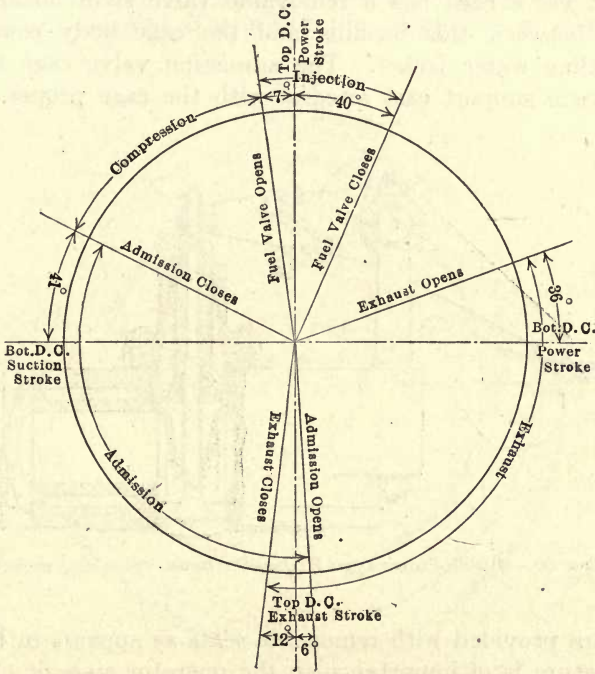 Top D.C.
Power
Stroke
Injection
7°
40°
Compression
Fuel Valve Opens
Fuel Valve Closes
Admission Closes
Exhaust Opens
41°
36°
Bot.D.C.
Suction
Stroke
Bot.D.C.
Power
Stroke
Exhaust Closes
Admission Opens
Admission
Exhaust
Top D.C.
Exhaust Stroke
12°
6°